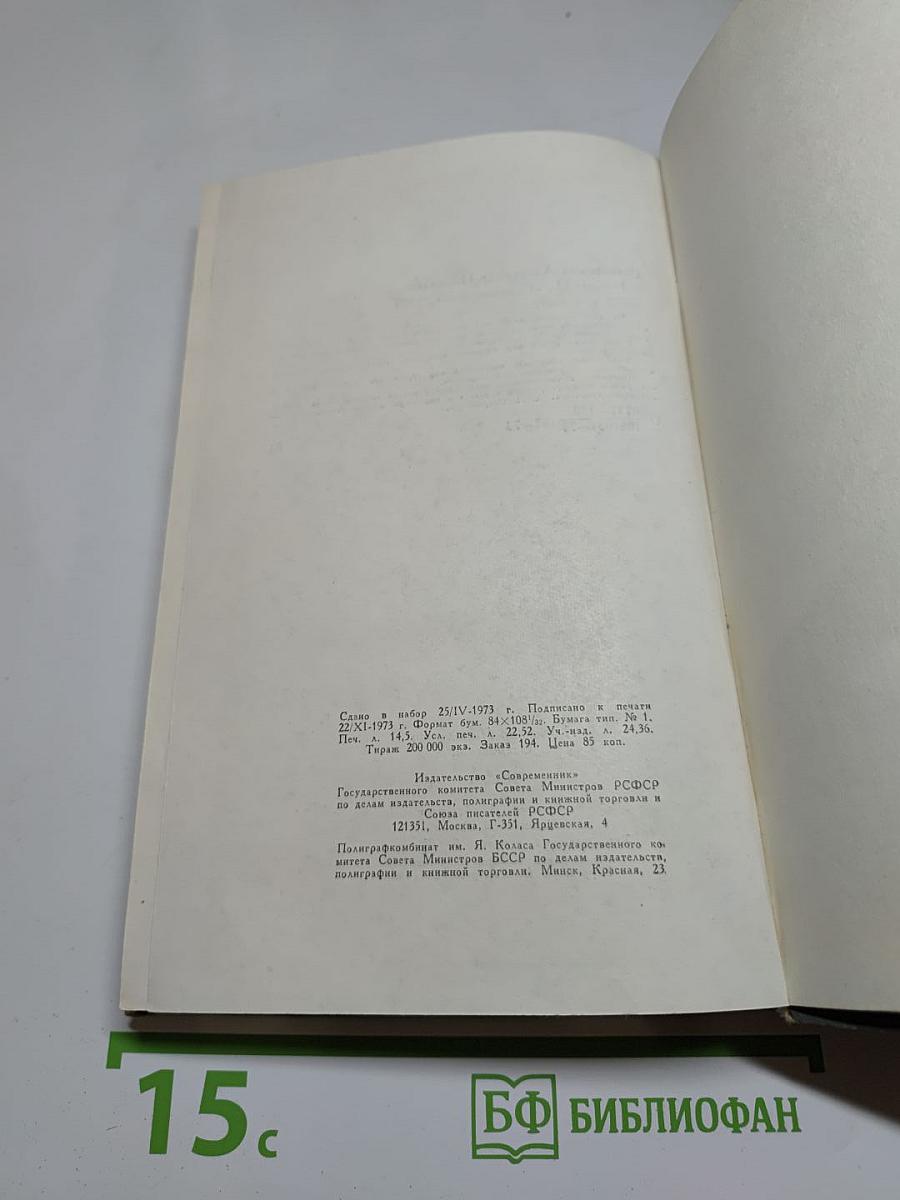 Сдано в набор 25/IV-1973 г. Подписано к печати
22/XI-1973 г. Формат бум. 84×108¹/₃₂. Бумага тип. № 1.
Печ. л. 14,5. Усл. печ. л. 22,52. Уч.-изд. л. 24,36.
Тираж 200 000 экз. Заказ 194. Цена 85 коп.
Издательство «Современник»
Государственного комитета Совета Министров РСФСР
по делам издательств, полиграфии и книжной торговли и
Союза писателей РСФСР
121351, Москва, Г-351, Ярцевская, 4
Полиграфкомбинат им. Я. Коласа Государственного ко-
митета Совета Министров БССР по делам издательств,
полиграфии и книжной торговли. Минск, Красная, 23.
15 с
БФ БИБЛИОФАН